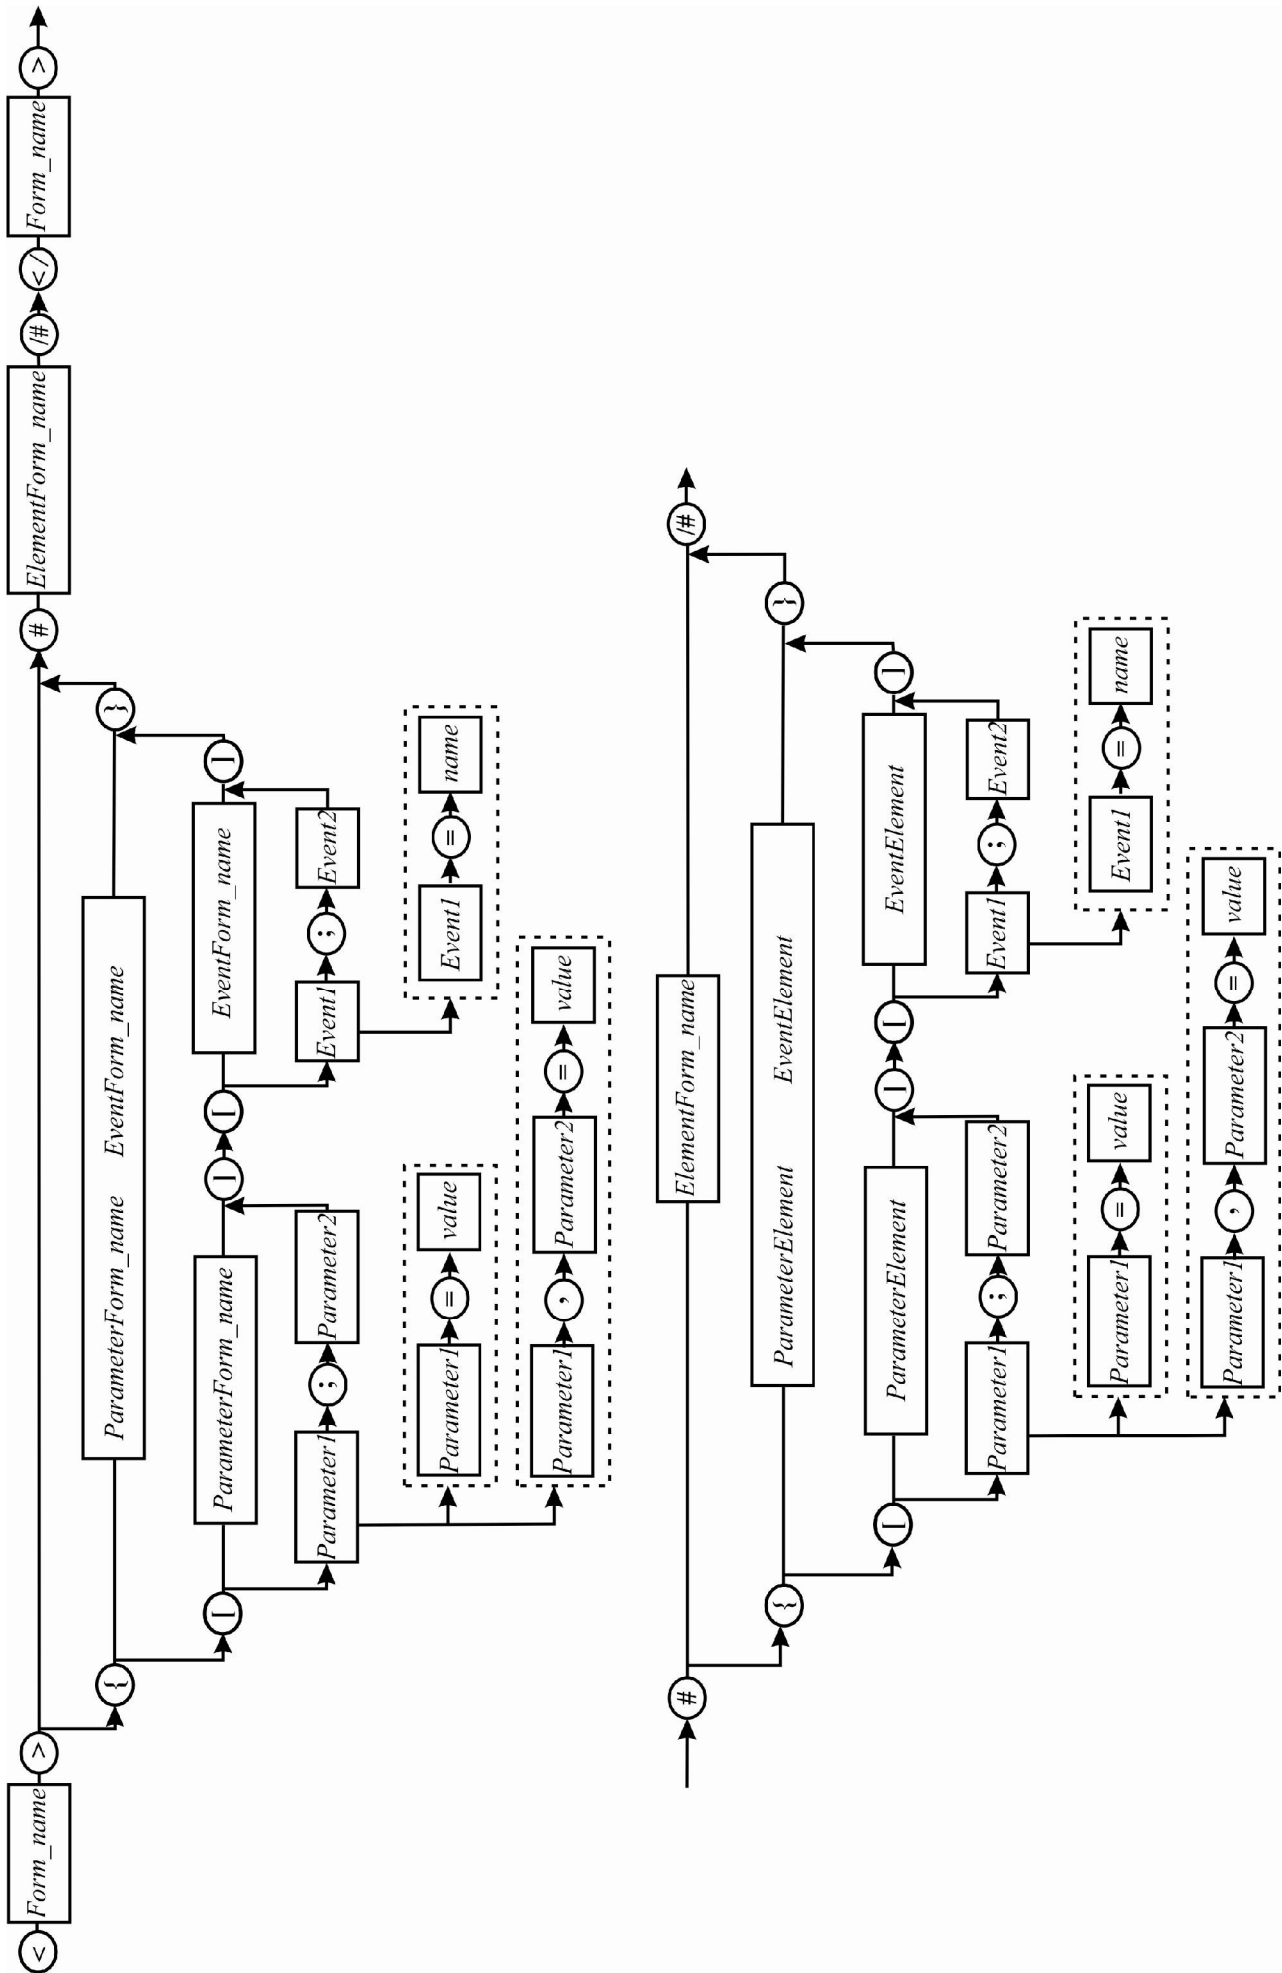 < Form_name > # ElementForm_name /# </ Form_name >
{ ParameterForm_name EventForm_name }
[ ParameterForm_name ] [ EventForm_name ]
Parameter1 ; Parameter2 Event1 ; Event2
Parameter1 = value Event1 = name
Parameter1 , Parameter2 = value
# ElementForm_name /#
{ ParameterElement EventElement }
[ ParameterElement ] [ EventElement ]
Parameter1 ; Parameter2 Event1 ; Event2
Parameter1 = value Event1 = name
Parameter1 , Parameter2 = value